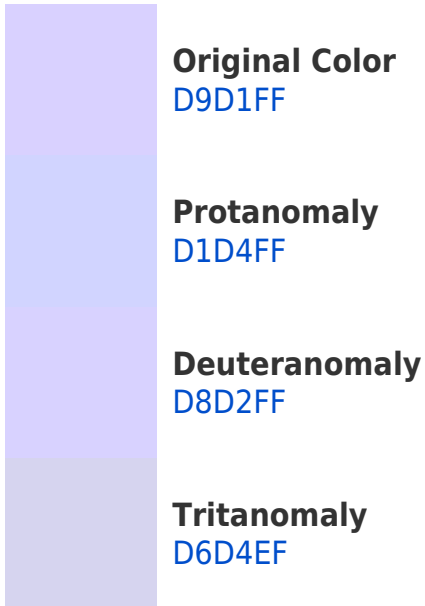 Original Color
D9D1FF
Protanomaly
D1D4FF
Deuteranomaly
D8D2FF
Tritanomaly
D6D4EF